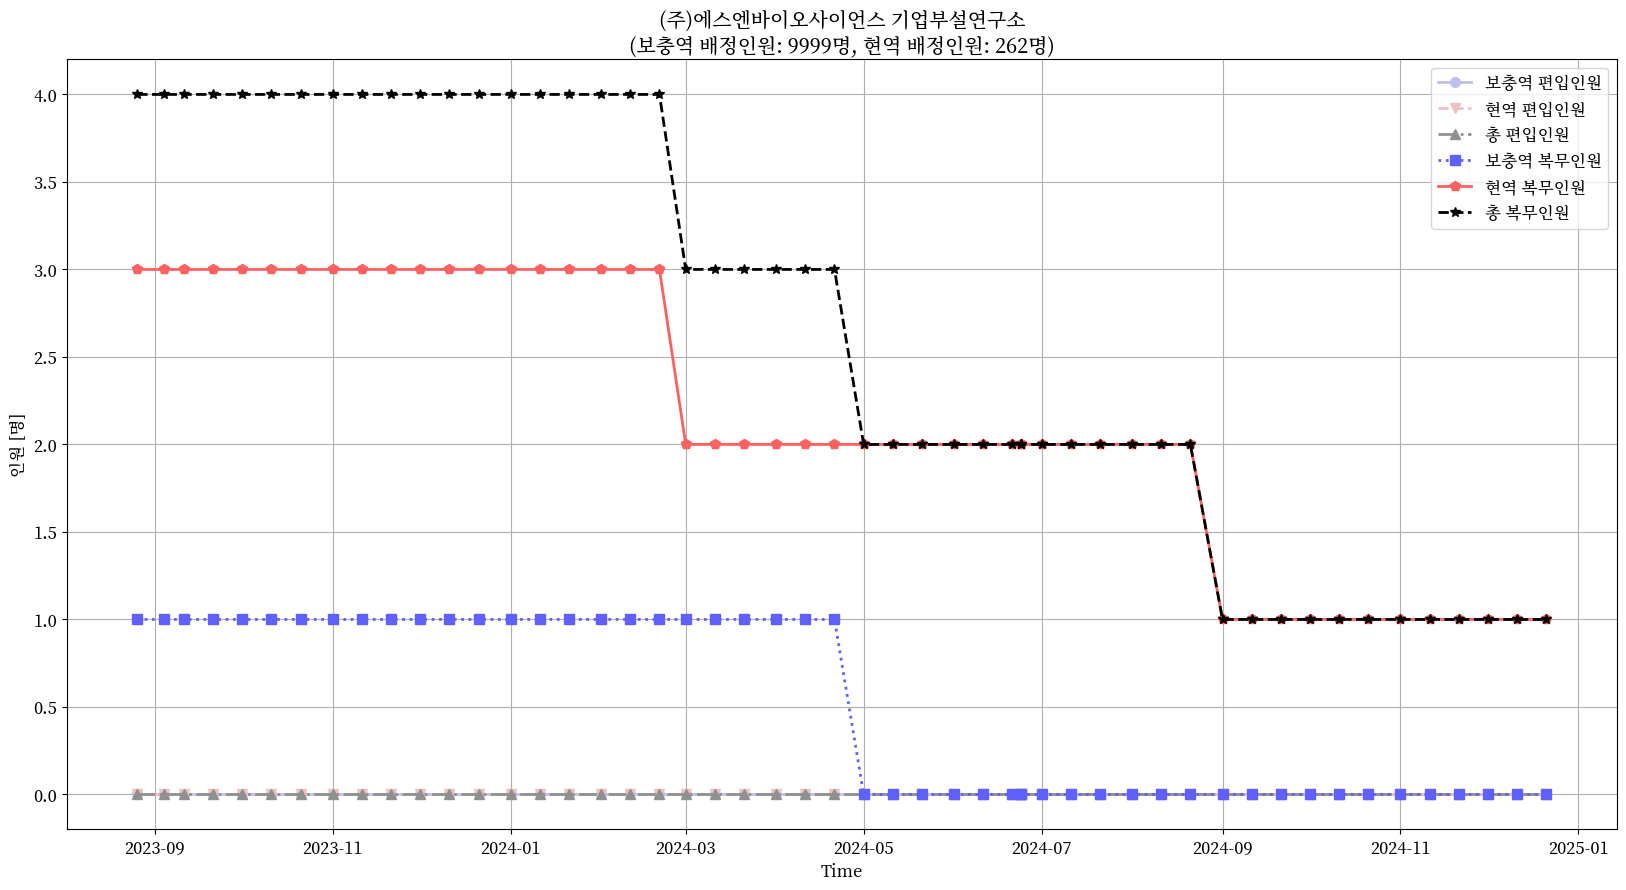 (주)에스엔바이오사이언스 기업부설연구소
(보충역 배정인원: 9999명, 현역 배정인원: 262명)
보충역 편입인원
현역 편입인원
총 편입인원
보충역 복무인원
현역 복무인원
총 복무인원
인원 [명]
4.0
3.5
3.0
2.5
2.0
1.5
1.0
0.5
0.0
2023-09
2023-11
2024-01
2024-03
2024-05
2024-07
2024-09
2024-11
2025-01
Time